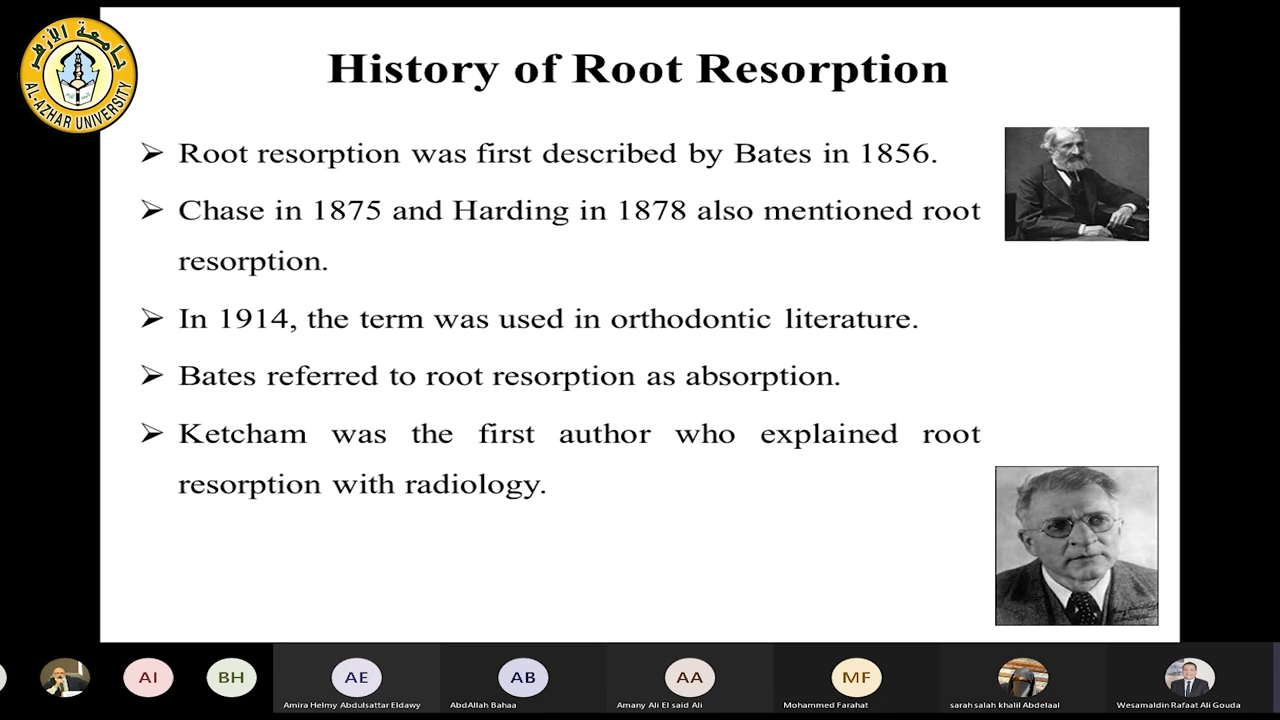 جامعة الأزهر
AL-AZHAR UNIVERSITY
History of Root Resorption
➢ Root resorption was first described by Bates in 1856.
➢ Chase in 1875 and Harding in 1878 also mentioned root
resorption.
➢ In 1914, the term was used in orthodontic literature.
➢ Bates referred to root resorption as absorption.
➢ Ketcham was the first author who explained root
resorption with radiology.
AI
BH
AE
AB
AA
MF
Amira Helmy Abdulsattar Eldawy
AbdAllah Bahaa
Amany Ali El said Ali
Mohammed Farahat
sarah salah khalil Abdelaal
Wesamaldin Rafaat Ali Gouda